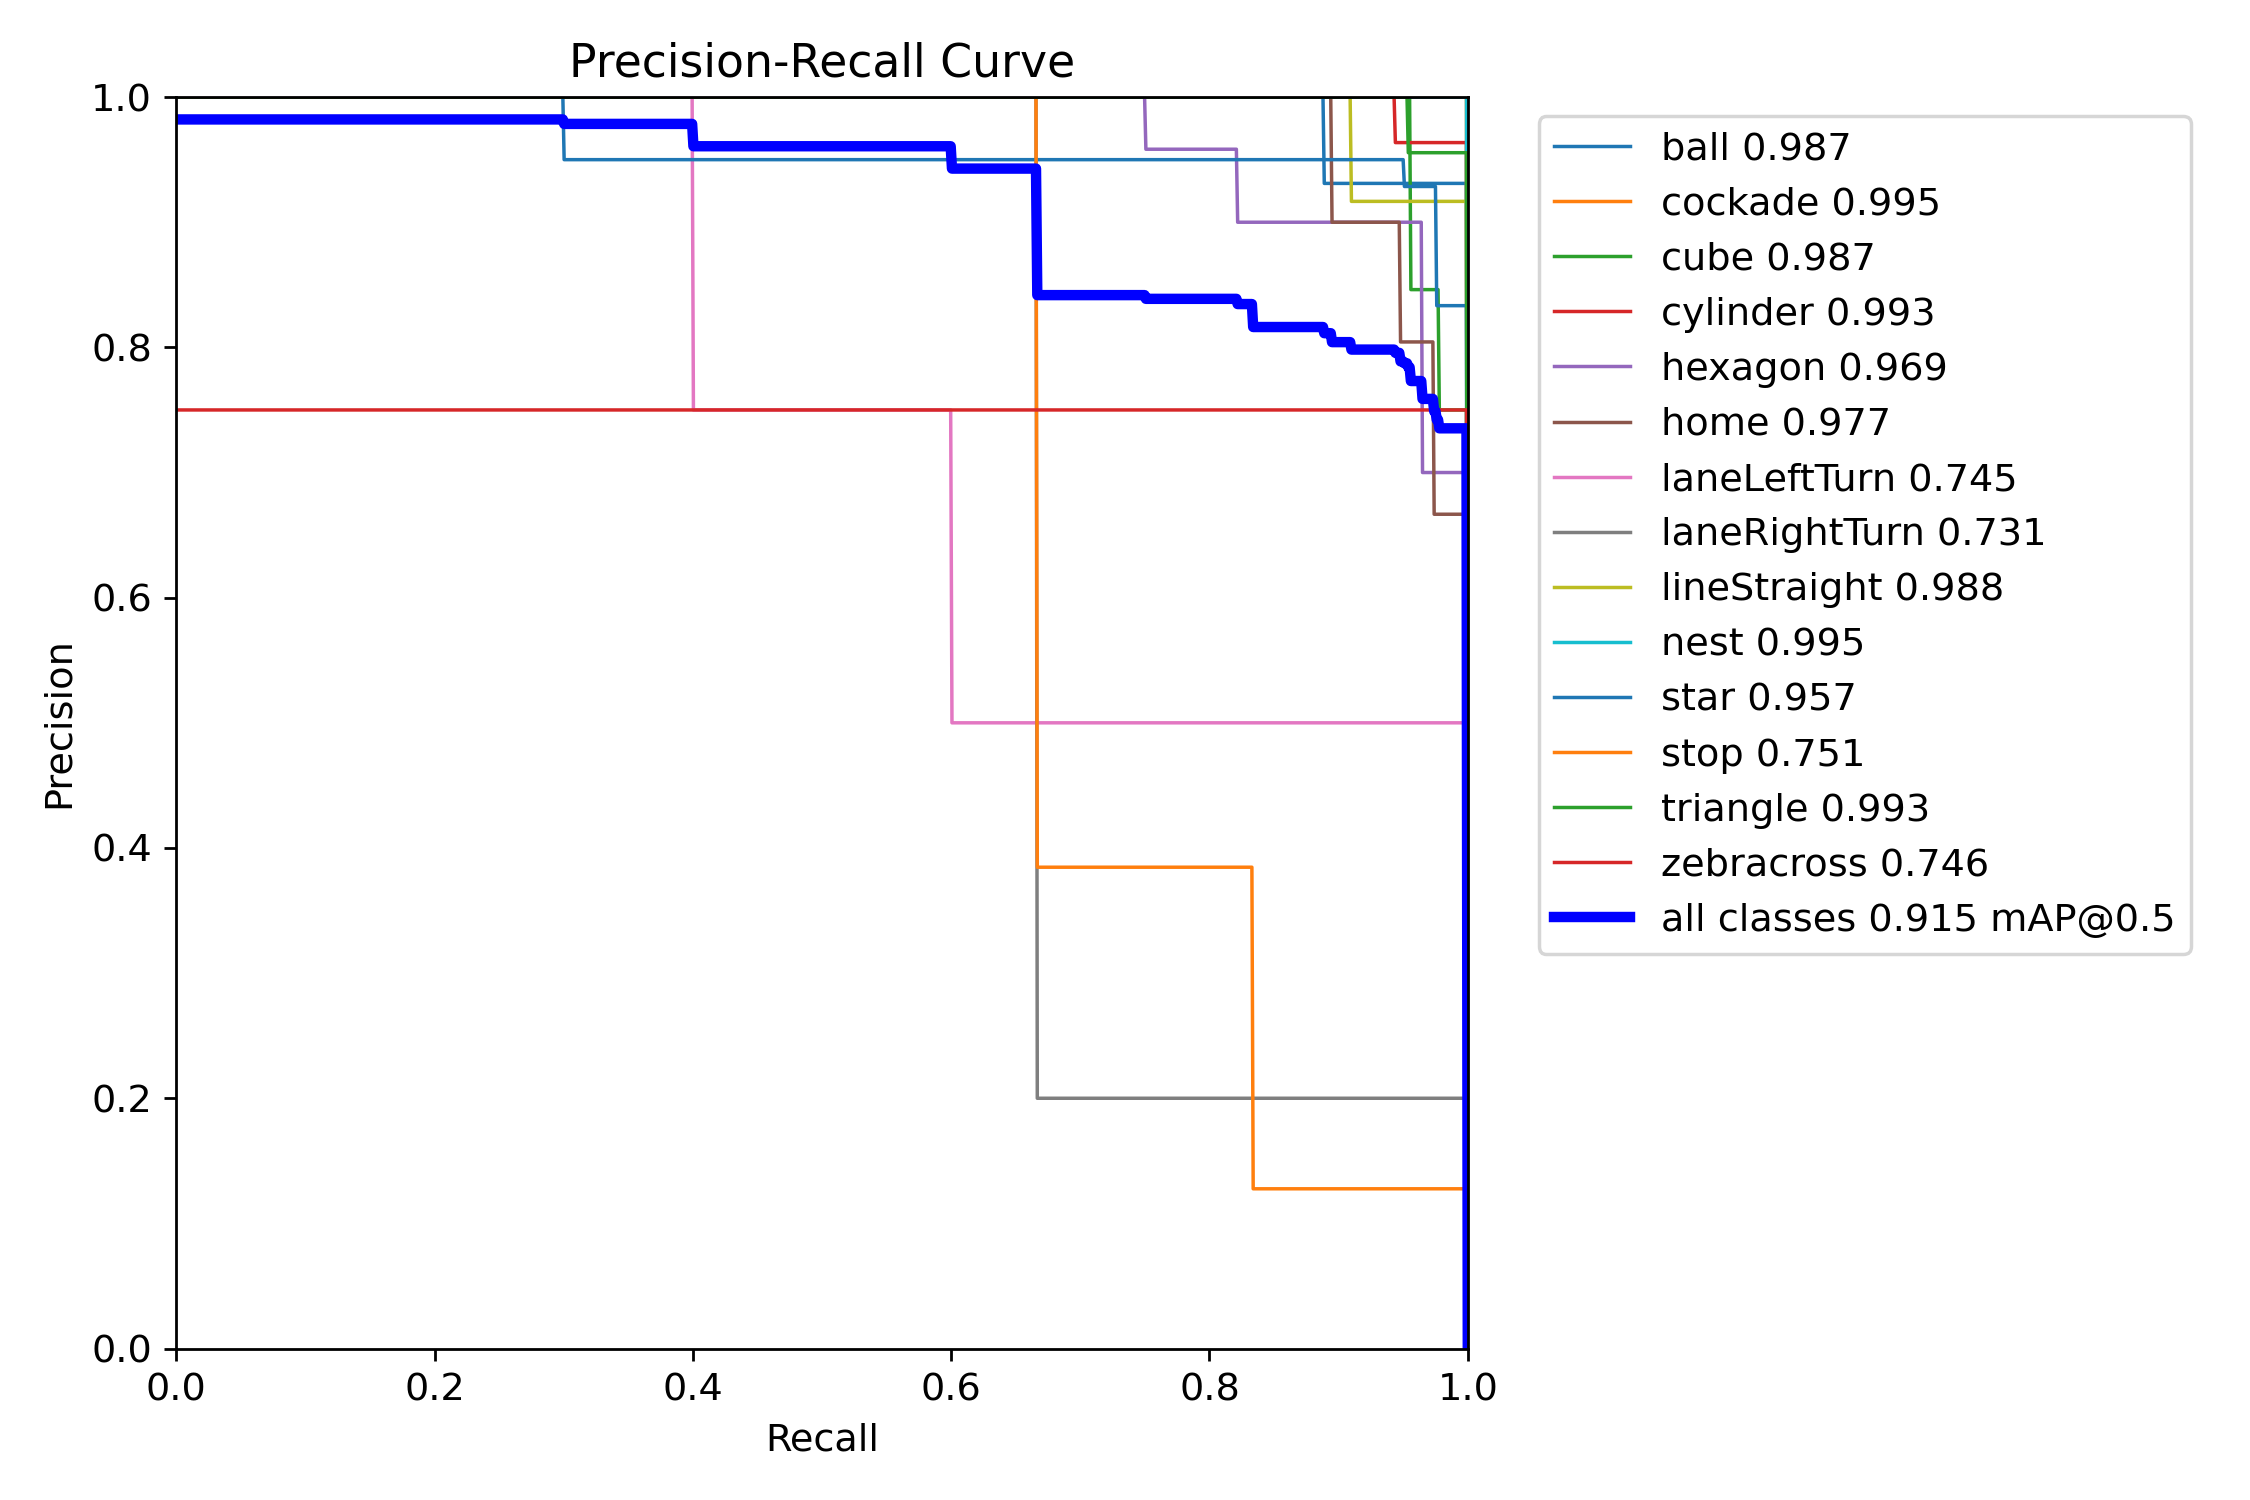 Precision-Recall Curve
1.0
0.8
0.6
0.4
0.2
0.0
Precision
0.0 0.2 0.4 0.6 0.8 1.0
Recall
ball 0.987
cockade 0.995
cube 0.987
cylinder 0.993
hexagon 0.969
home 0.977
laneLeftTurn 0.745
laneRightTurn 0.731
lineStraight 0.988
nest 0.995
star 0.957
stop 0.751
triangle 0.993
zebracross 0.746
all classes 0.915 mAP@0.5